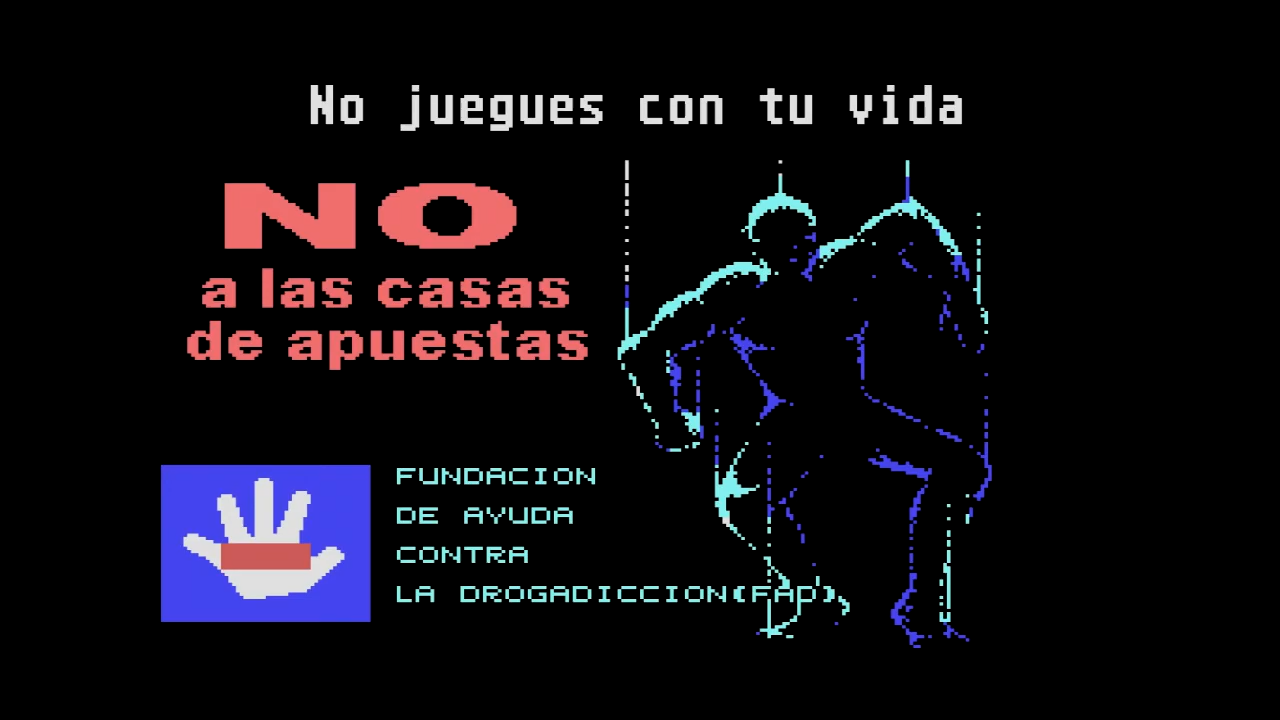 No juegues con tu vida
NO
a las casas
de apuestas
FUNDACION
DE AYUDA
CONTRA
LA DROGADICCION(FAD)